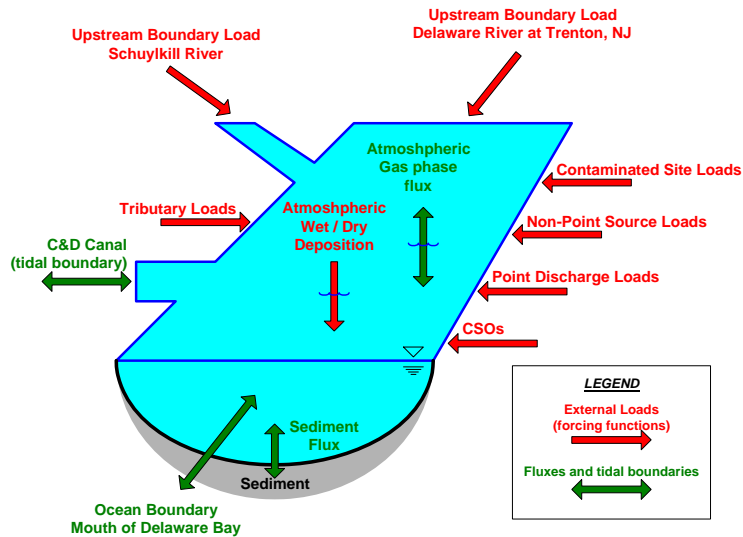 Upstream Boundary Load
Schuylkill River
Upstream Boundary Load
Delaware River at Trenton, NJ
Atmoshpheric
Gas phase
flux
Contaminated Site Loads
Tributary Loads
Atmoshpheric
Wet / Dry
Deposition
Non-Point Source Loads
C&D Canal
(tidal boundary)
Point Discharge Loads
CSOs
LEGEND
External Loads
(forcing functions)
Fluxes and tidal boundaries
Sediment
Flux
Sediment
Ocean Boundary
Mouth of Delaware Bay